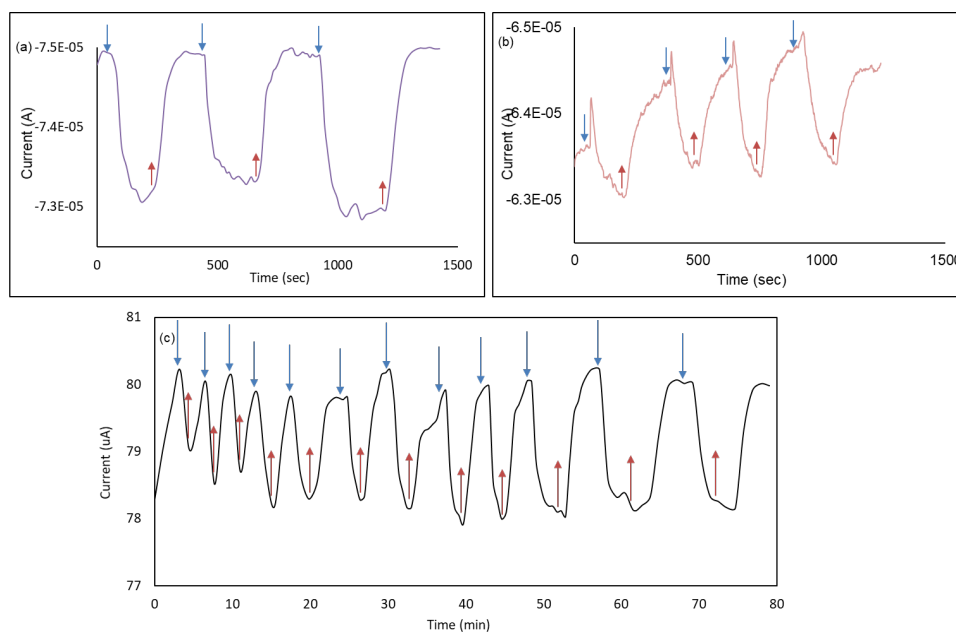 (a)
-7.5E-05
-7.4E-05
-7.3E-05
Current (A)
0
500
1000
1500
Time (sec)
(b)
-6.5E-05
-6.4E-05
-6.3E-05
Current (A)
0
500
1000
1500
Time (sec)
(c)
81
80
79
78
77
Current (uA)
0
10
20
30
40
50
60
70
80
Time (min)